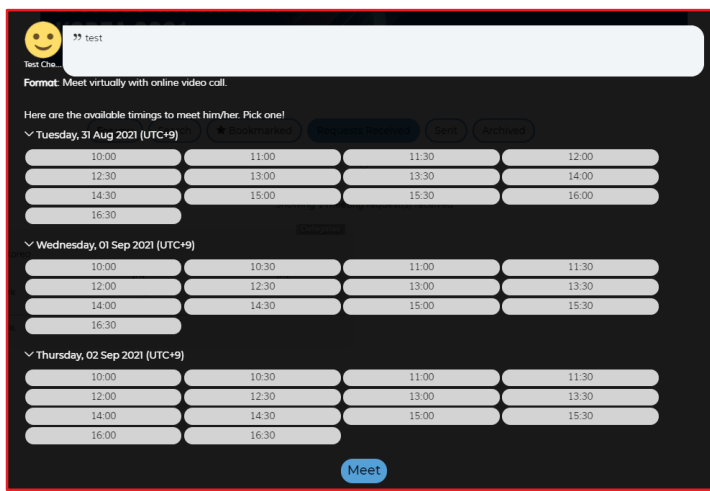 test
Test Che...
Format: Meet virtually with online video call.
Here are the available timings to meet him/her. Pick one!
Bookmarked Requests Received Sent Archived
Tuesday, 31 Aug 2021 (UTC+9)
10:00 11:00 11:30 12:00
12:30 13:00 13:30 14:00
14:30 15:00 15:30 16:00
16:30
Wednesday, 01 Sep 2021 (UTC+9)
10:00 10:30 11:00 11:30
12:00 12:30 13:00 13:30
14:00 14:30 15:00 15:30
16:30
Thursday, 02 Sep 2021 (UTC+9)
10:00 10:30 11:00 11:30
12:00 12:30 13:00 13:30
14:00 14:30 15:00 15:30
16:00 16:30
Meet